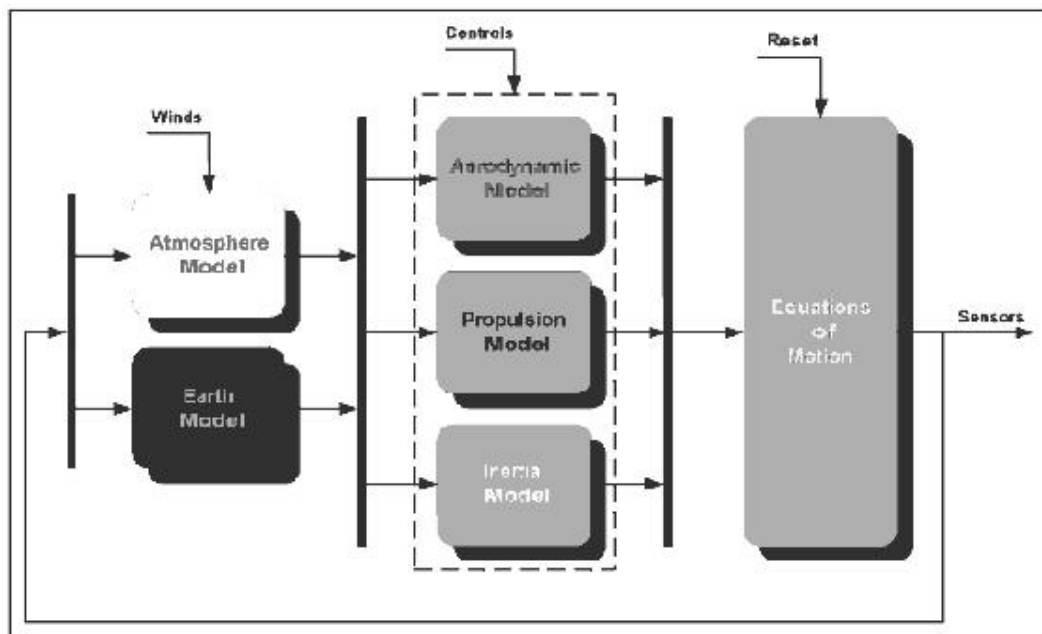 Controls
Reset
Winds
Aerodynamic
Model
Atmosphere
Model
Propulsion
Model
Equations
of
Motion
Sensors
Earth
Model
Inertia
Model